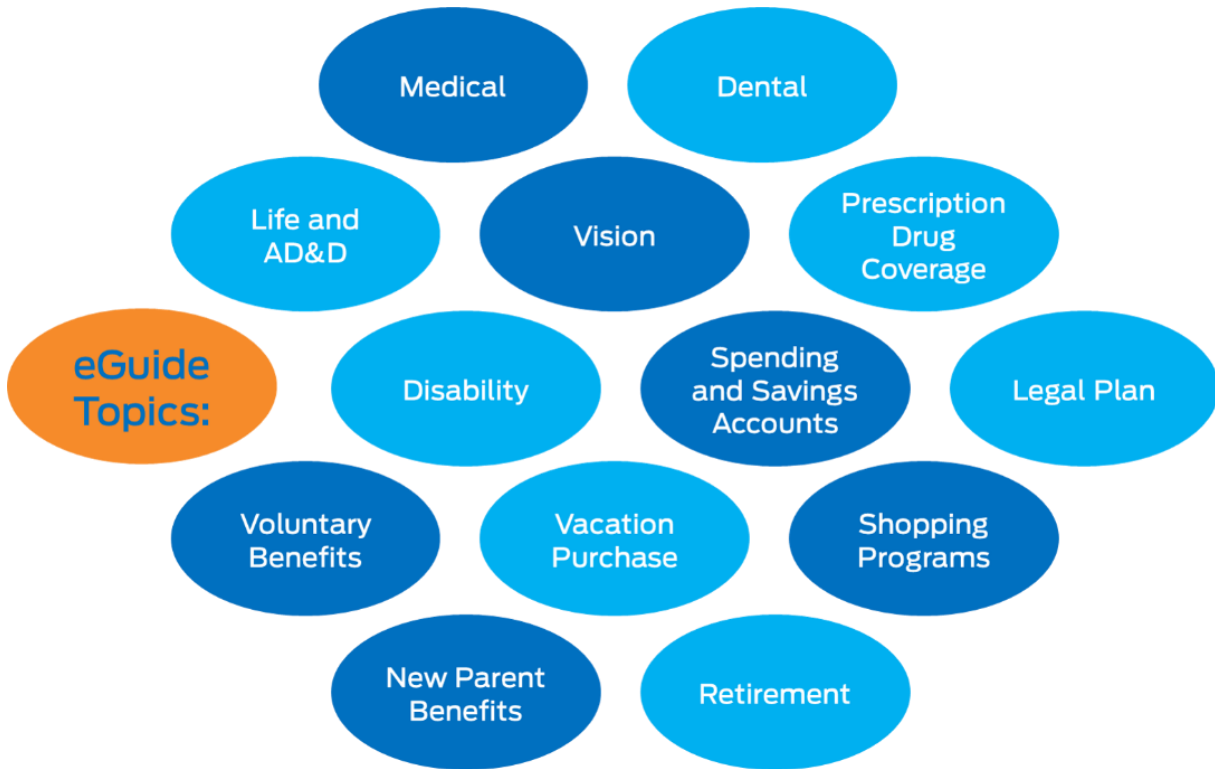 Medical
Dental
Life and
AD&D
Vision
Prescription
Drug
Coverage
eGuide
Topics:
Disability
Spending
and Savings
Accounts
Legal Plan
Voluntary
Benefits
Vacation
Purchase
Shopping
Programs
New Parent
Benefits
Retirement